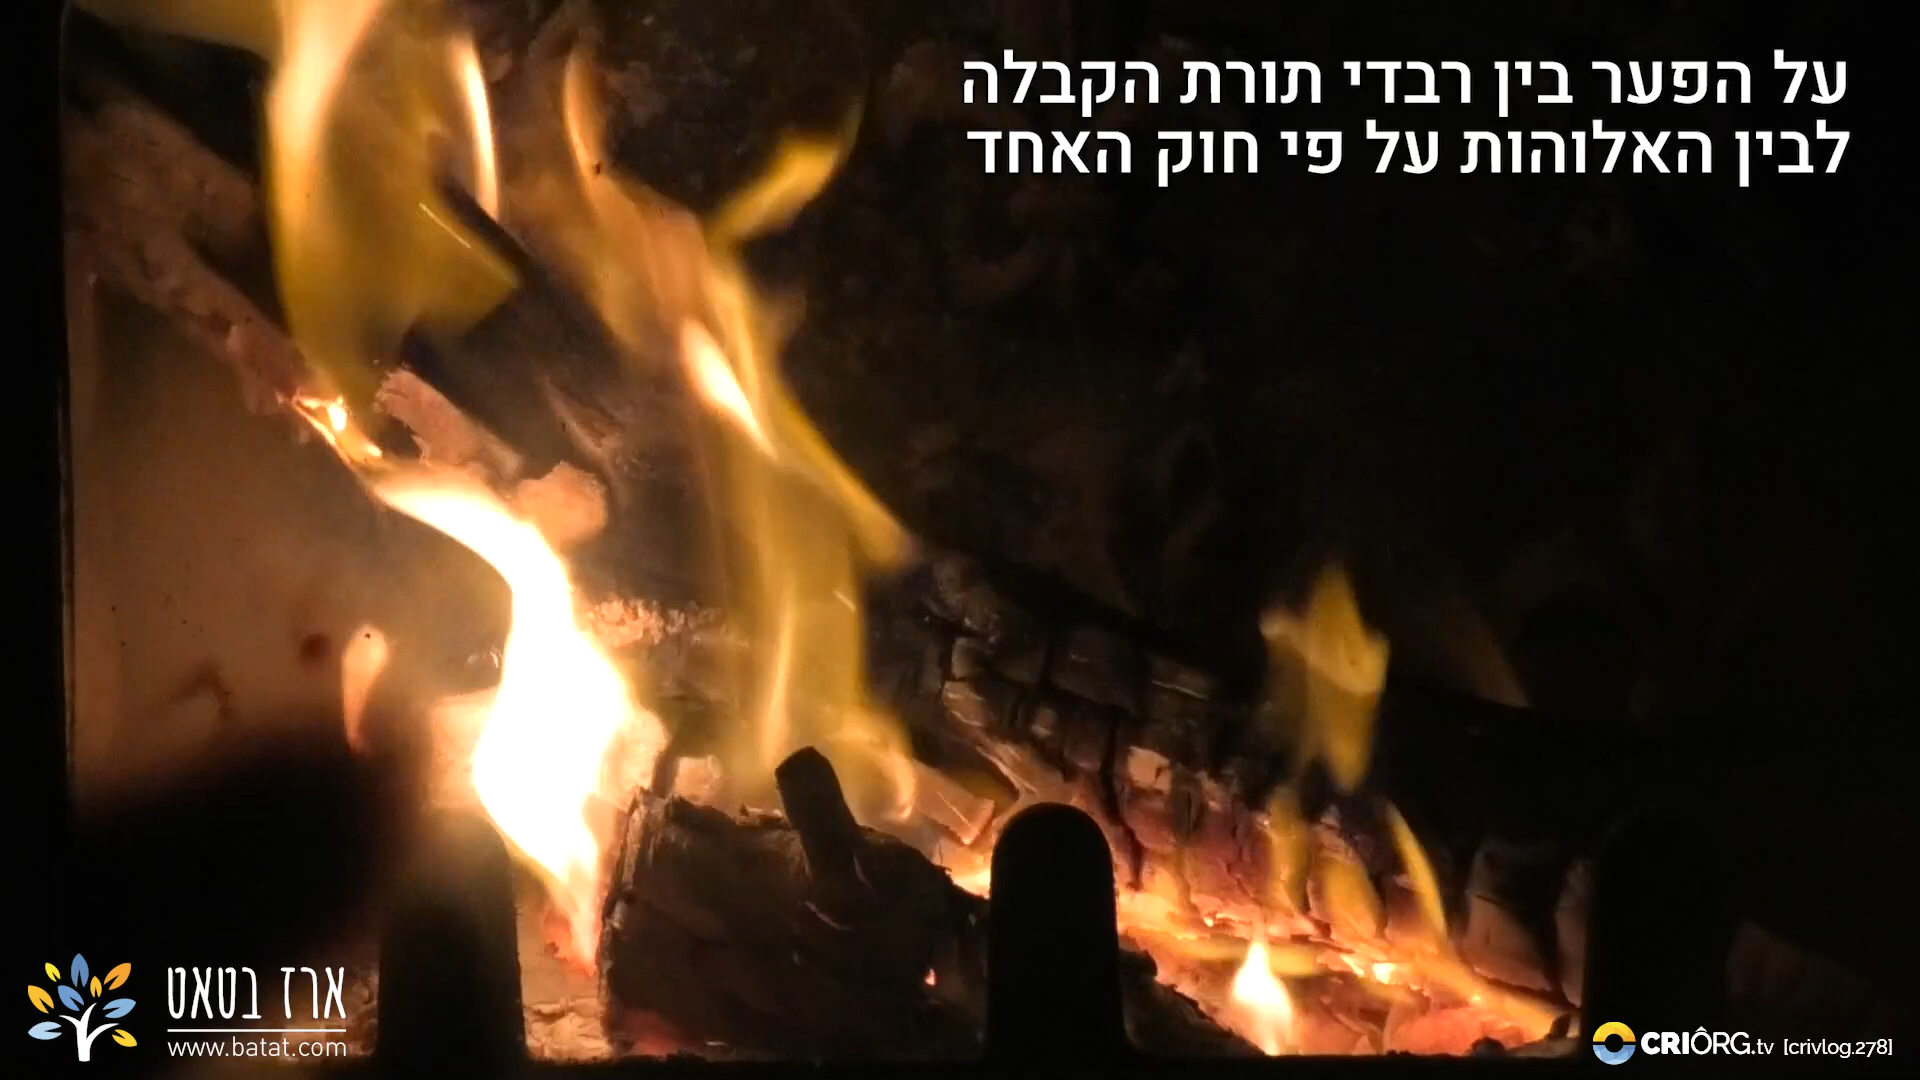 על הפער בין רבדי תורת הקבלה
לבין האלוהות על פי חוק האחד
ארז בטאט
www.batat.com
CRIÔRG.tv [crivlog.278]